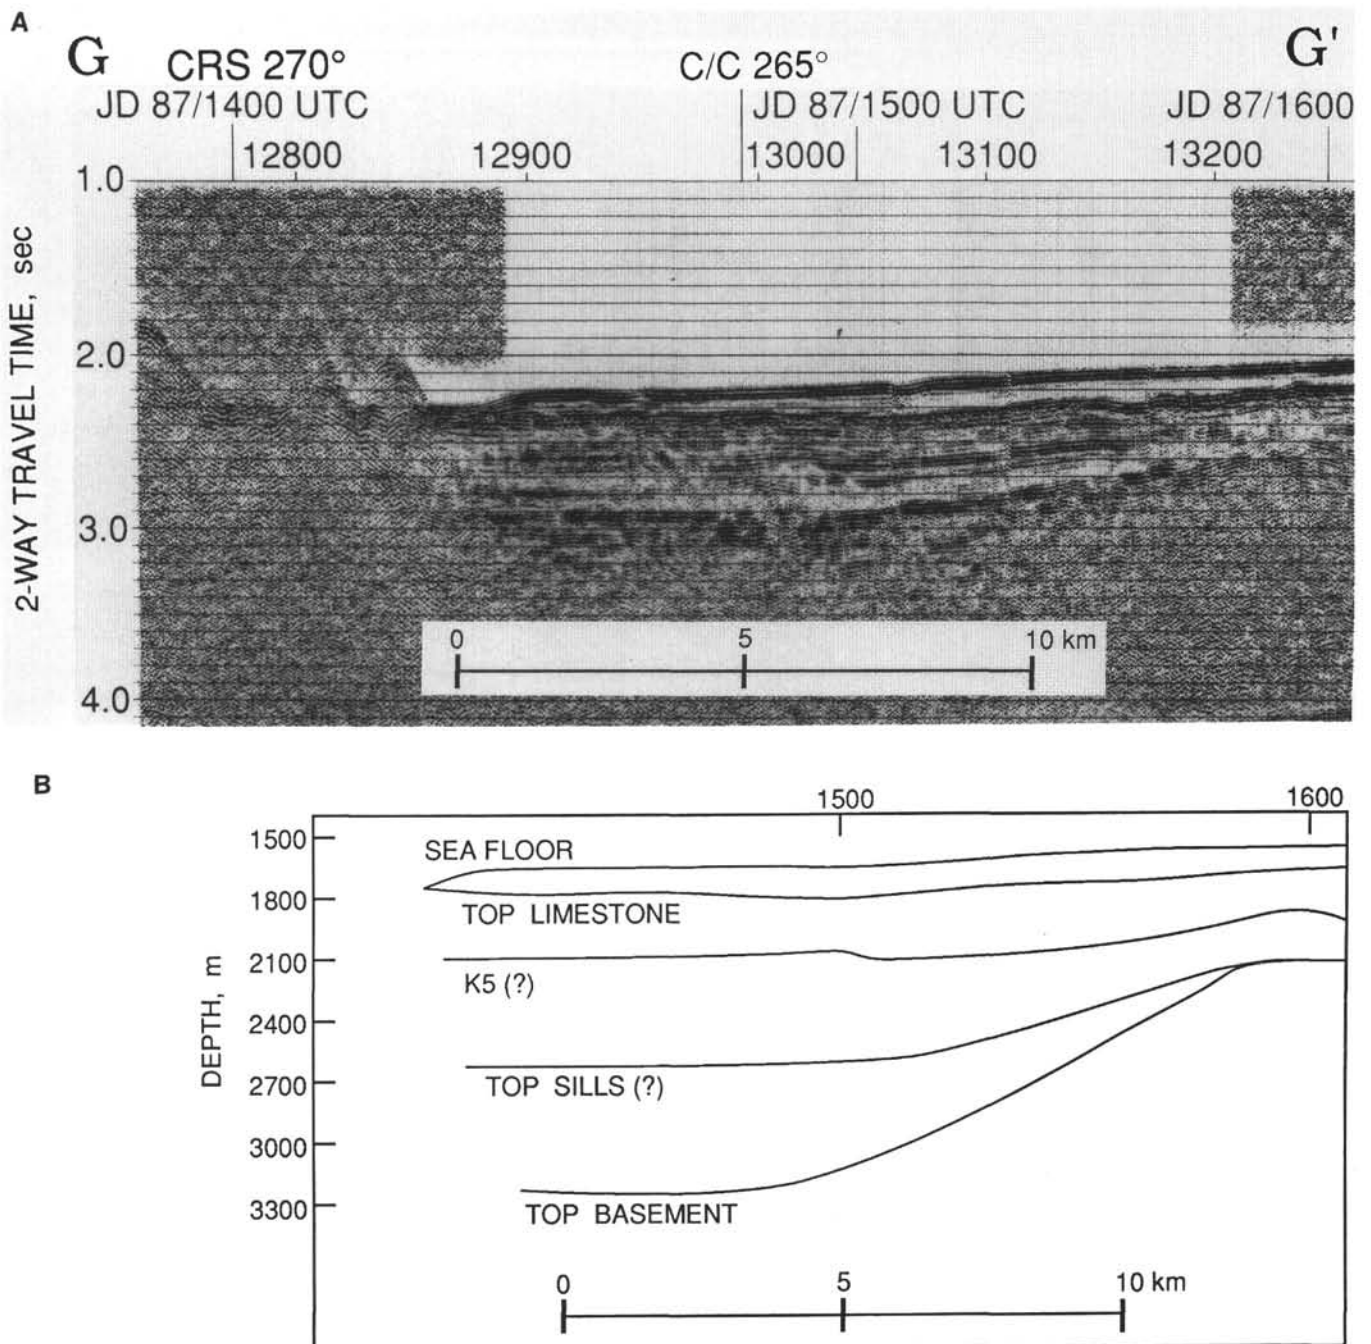 A
G CRS 270° C/C 265° G'
JD 87/1400 UTC JD 87/1500 UTC JD 87/1600
12800 12900 13000 13100 13200
1.0
2.0
3.0
4.0
2-WAY TRAVEL TIME, sec
0 5 10 km
B
1500 1600
1500
1800
2100
2400
2700
3000
3300
DEPTH, m
SEA FLOOR
TOP LIMESTONE
K5 (?)
TOP SILLS (?)
TOP BASEMENT
0 5 10 km